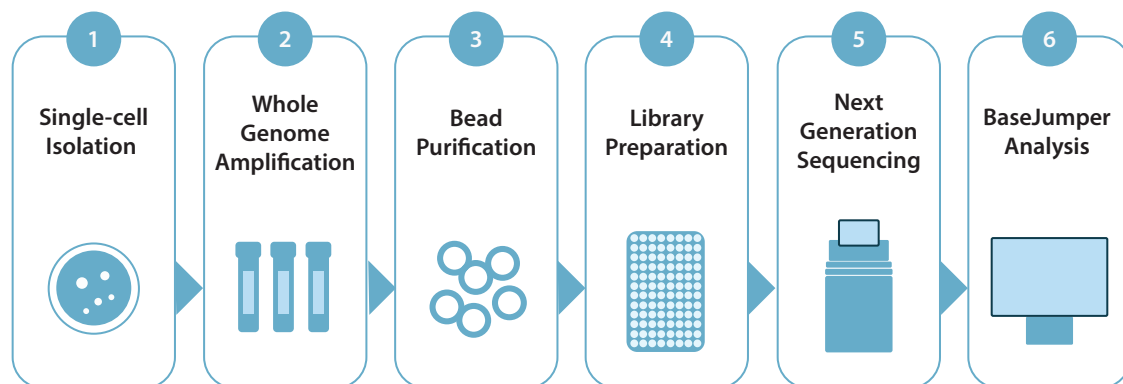 1
Single-cell
Isolation
2
Whole
Genome
Amplification
3
Bead
Purification
4
Library
Preparation
5
Next
Generation
Sequencing
6
BaseJumper
Analysis